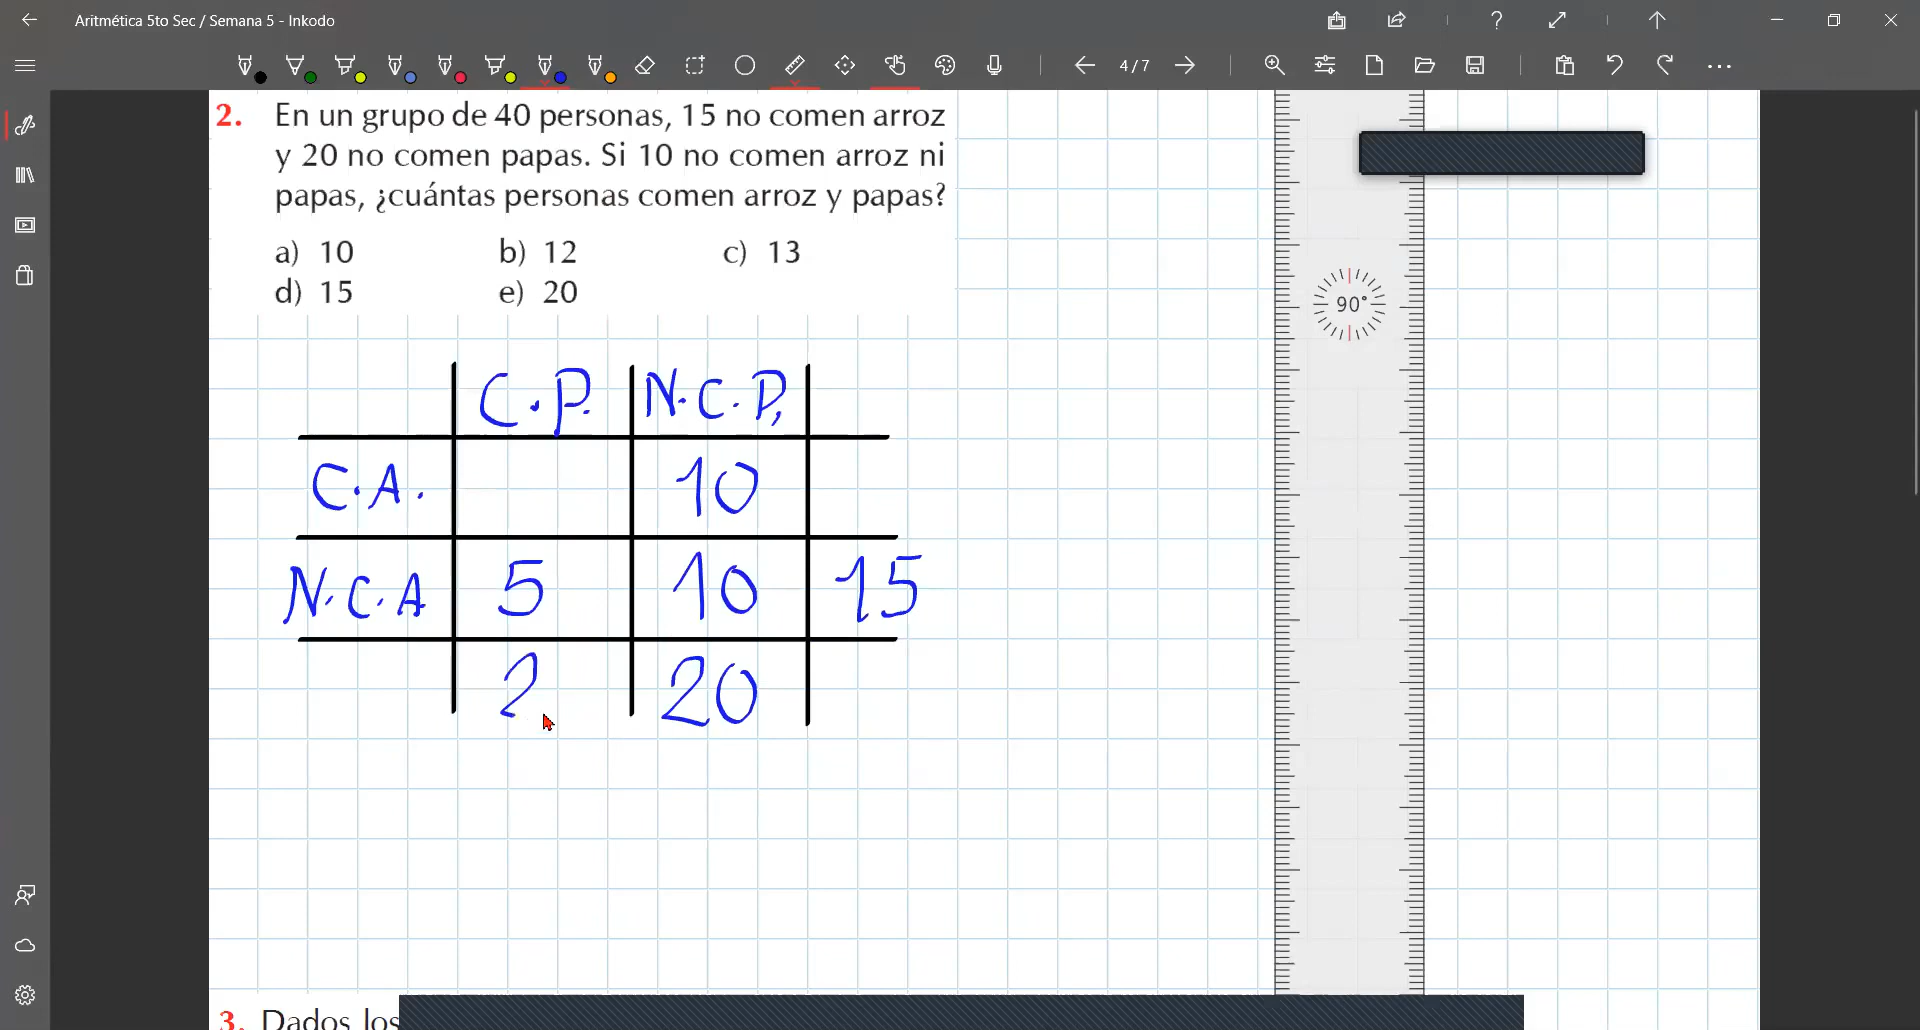 Aritmética 5to Sec / Semana 5 - Inkodo
4 / 7
2. En un grupo de 40 personas, 15 no comen arroz
y 20 no comen papas. Si 10 no comen arroz ni
papas, ¿cuántas personas comen arroz y papas?
a) 10 b) 12 c) 13
d) 15 e) 20
90°
C.P. N.C.P.
C.A. 10
N.C.A 5 10 15
2 20
3. Dados los